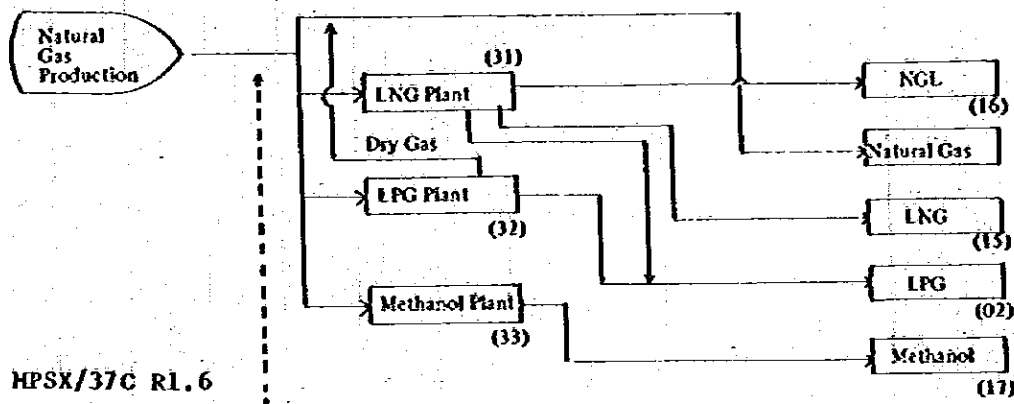 Natural
Gas
Production
(31)
LNG Plant
NGL
(16)
Dry Gas
Natural Gas
LPG Plant
(32)
LNG
(15)
LPG
(02)
Methanol Plant
(33)
Methanol
(17)
MPSX/37C R1.6